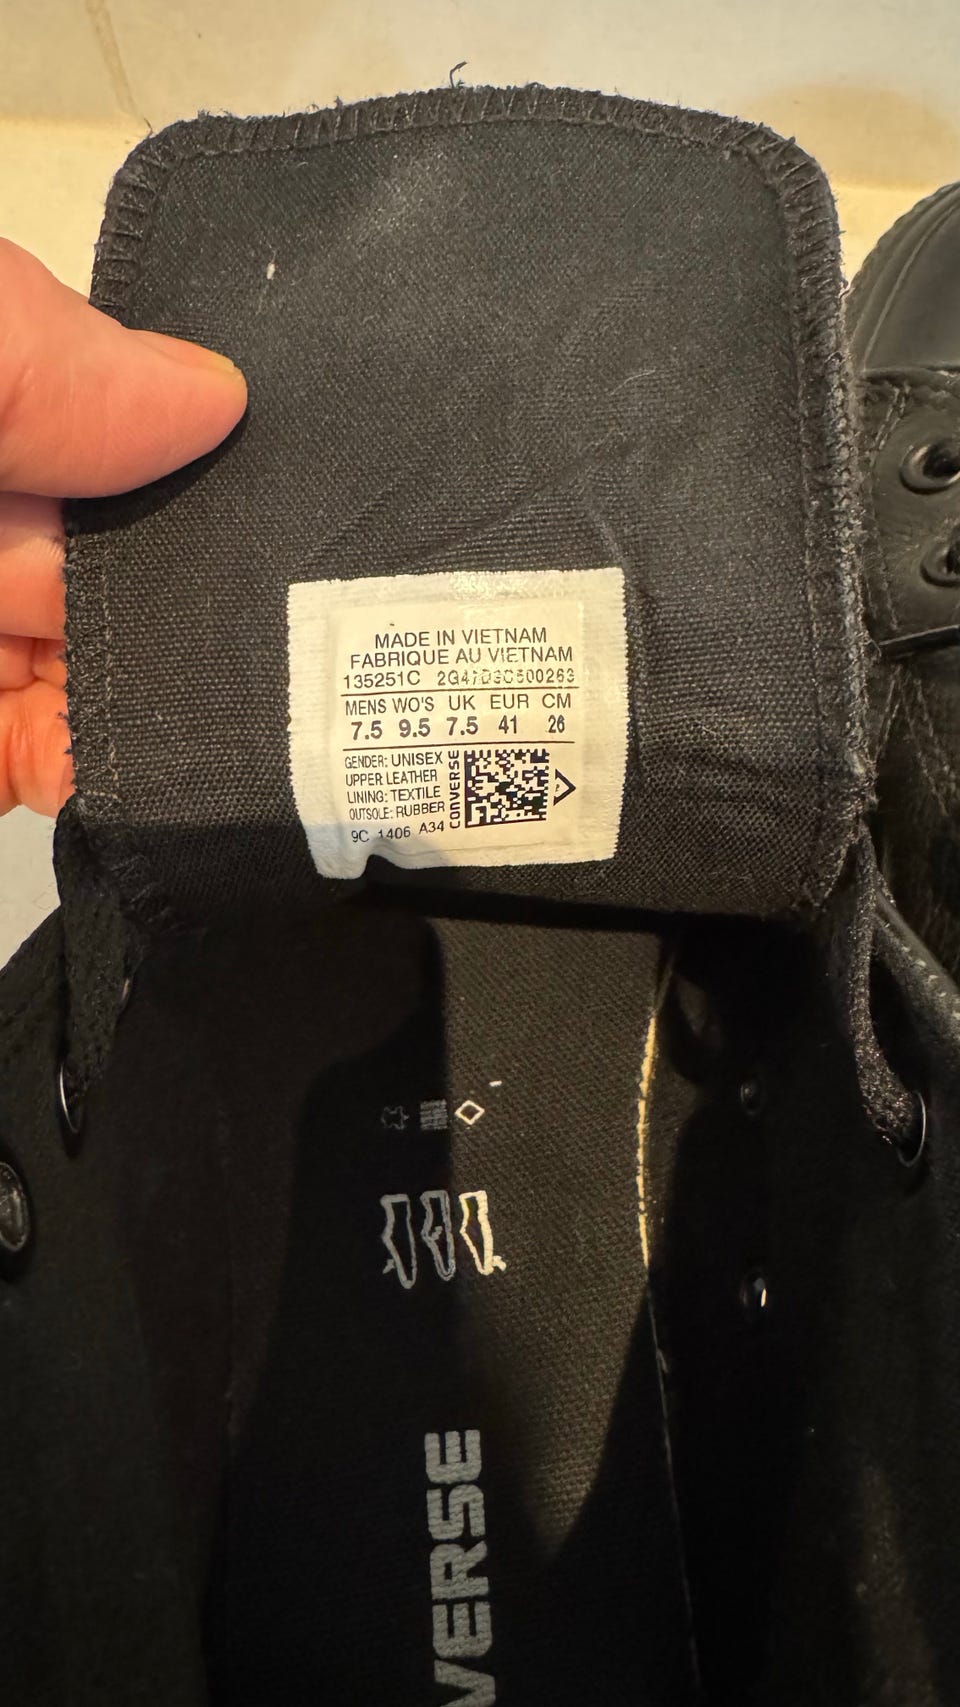 MADE IN VIETNAM
FABRIQUE AU VIETNAM
135251C
MENS WO'S UK EUR CM
7.5 9.5 7.5 41 26
GENDER: UNISEX
UPPER LEATHER
LINING: TEXTILE
OUTSOLE: RUBBER
9C 1406 A34
CONVERSE
VERSE